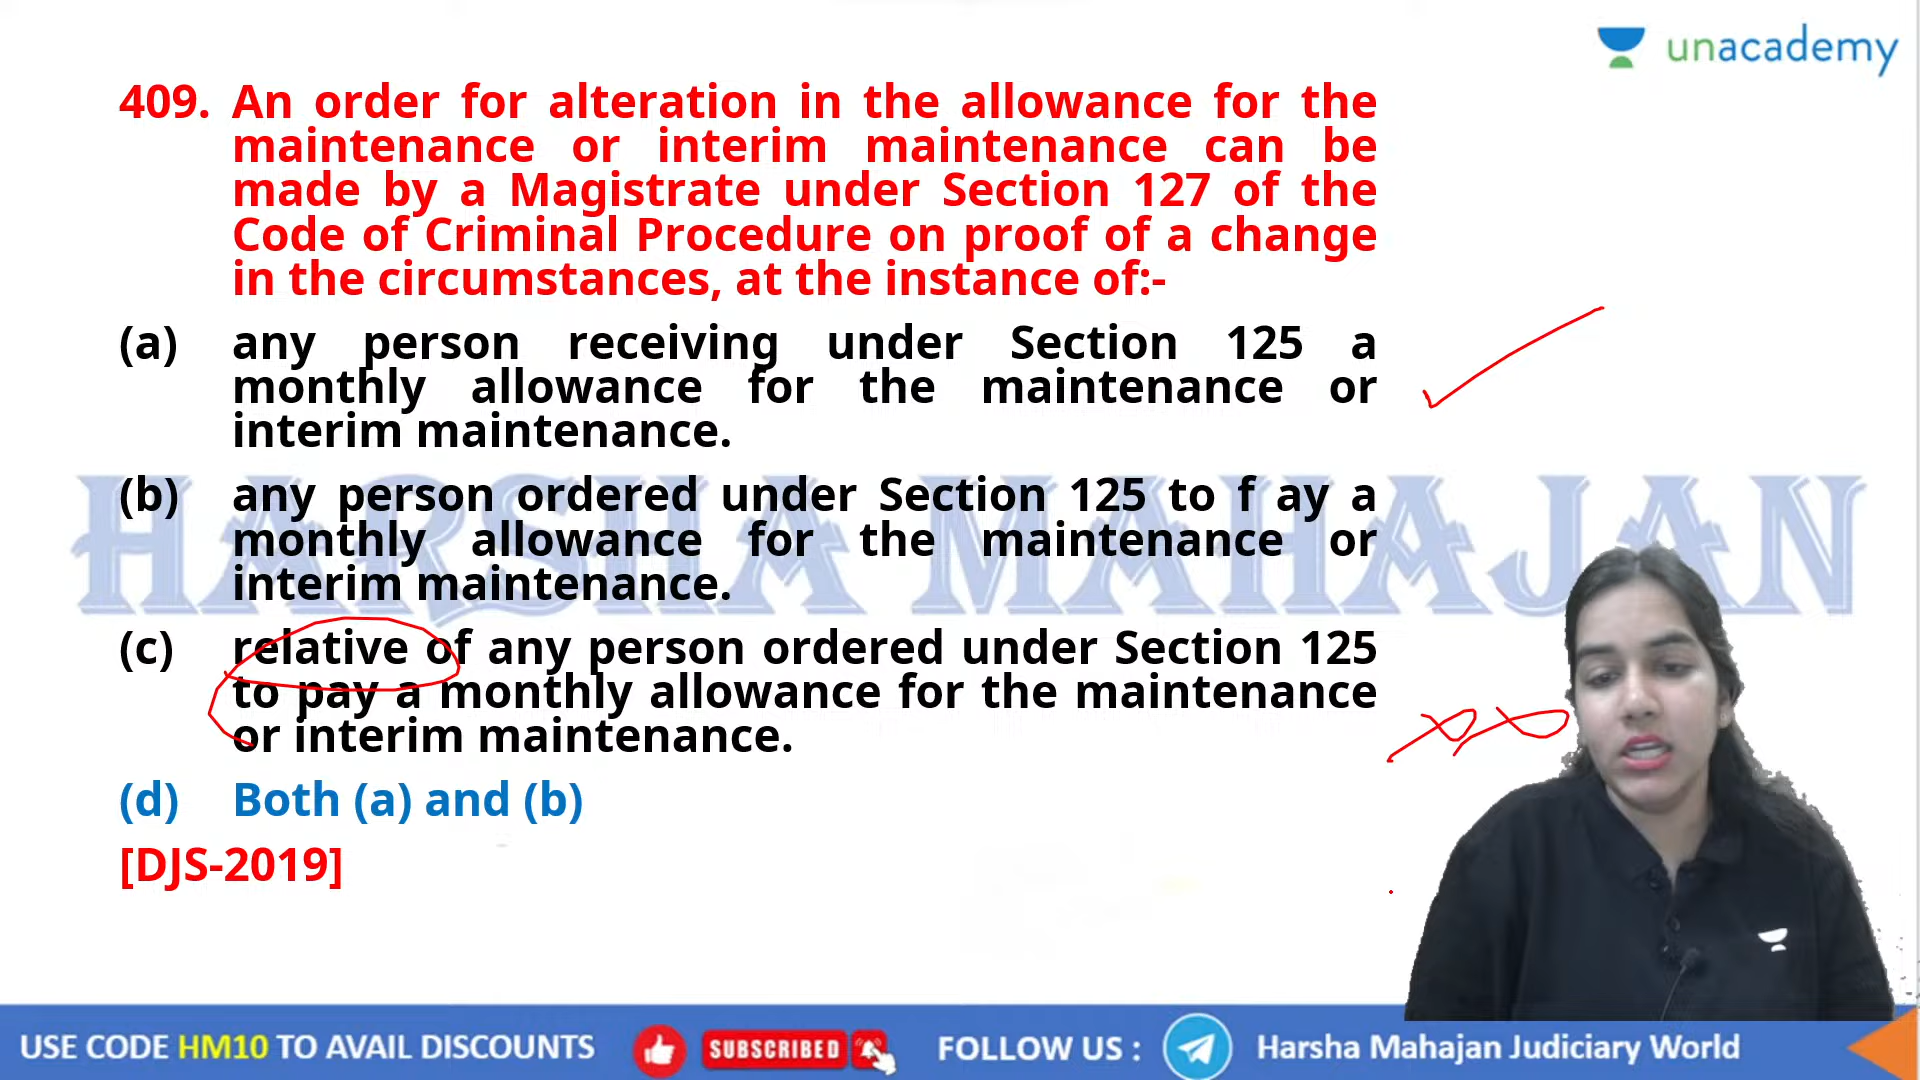 unacademy
409. An order for alteration in the allowance for the
maintenance or interim maintenance can be
made by a Magistrate under Section 127 of the
Code of Criminal Procedure on proof of a change
in the circumstances, at the instance of:-
(a) any person receiving under Section 125 a
monthly allowance for the maintenance or
interim maintenance.
HARSHA MAHAJAN
(b) any person ordered under Section 125 to f ay a
monthly allowance for the maintenance or
interim maintenance.
(c) relative of any person ordered under Section 125
to pay a monthly allowance for the maintenance
or interim maintenance.
(d) Both (a) and (b)
[DJS-2019]
USE CODE HM10 TO AVAIL DISCOUNTS SUBSCRIBED FOLLOW US : Harsha Mahajan Judiciary World